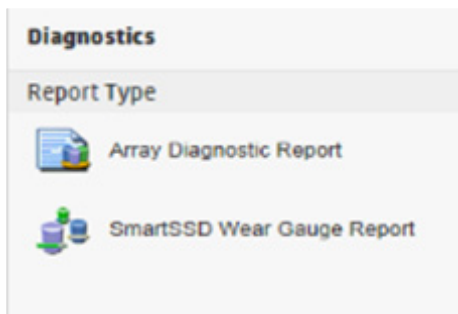 Diagnostics
Report Type
Array Diagnostic Report
SmartSSD Wear Gauge Report